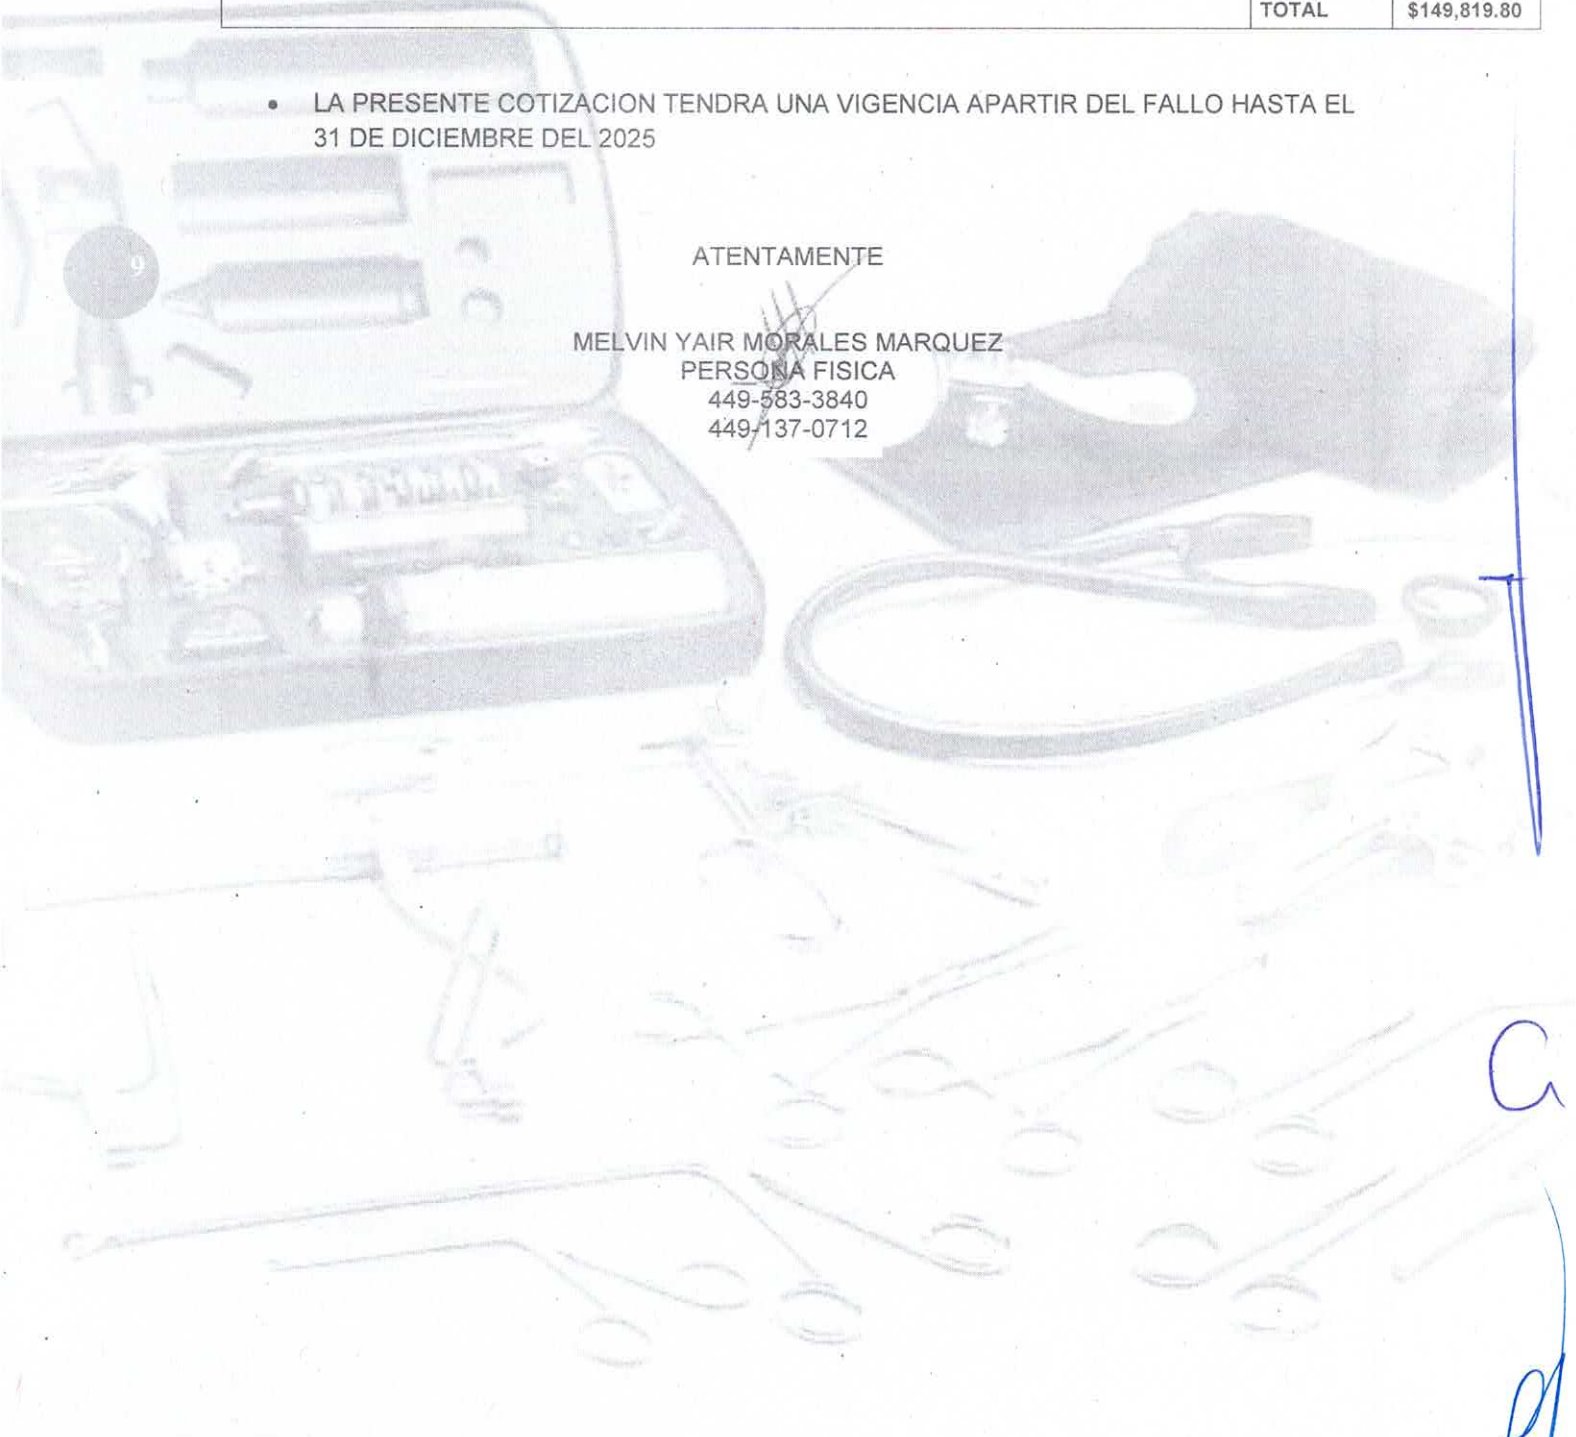 TOTAL $149,819.80
• LA PRESENTE COTIZACION TENDRA UNA VIGENCIA APARTIR DEL FALLO HASTA EL
31 DE DICIEMBRE DEL 2025
9
ATENTAMENTE
MELVIN YAIR MORALES MARQUEZ
PERSONA FISICA
449-583-3840
449-137-0712